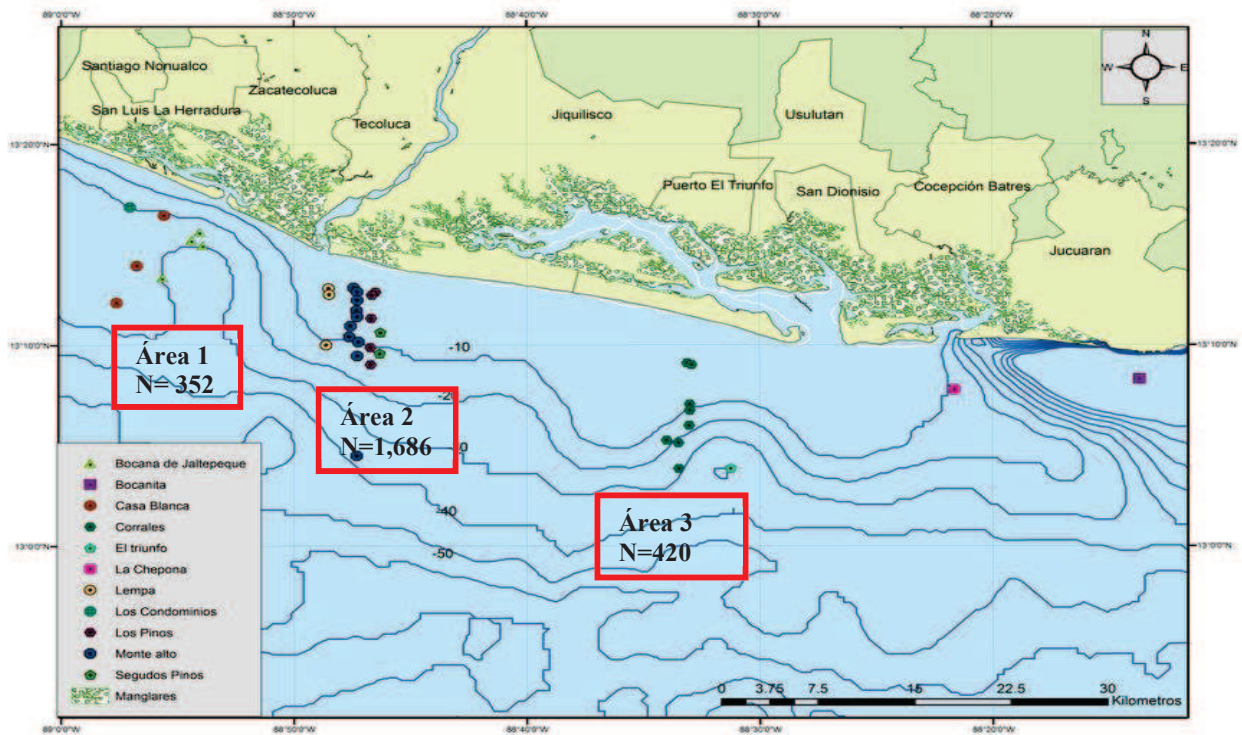 89°0'0"W 88°50'0"W 88°40'0"W 88°30'0"W 88°20'0"W
N
W E
S
Santiago Nonualco
Zacatecoluca
San Luis La Herradura
Tecoluca
Jiquilisco
Usulutan
13°20'0"N 13°20'0"N
Puerto El Triunfo
San Dionisio
Cocepción Batres
Jucuaran
13°10'0"N 13°10'0"N
-10
Área 1
N= 352
-20
Área 2
N=1,686
-40
Área 3
N=420
-50
13°0'0"N 13°0'0"N
Bocana de Jaltepeque
Bocanita
Casa Blanca
Corrales
El triunfo
La Chepona
Lempa
Los Condominios
Los Pinos
Monte alto
Segudos Pinos
Manglares
0 3.75 7.5 15 22.5 30
Kilometros
89°0'0"W 88°50'0"W 88°40'0"W 88°30'0"W 88°20'0"W